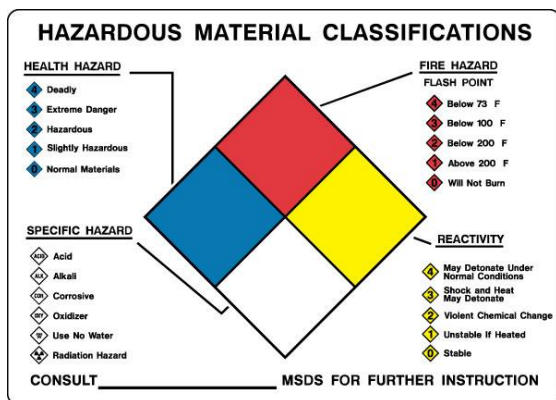 HAZARDOUS MATERIAL CLASSIFICATIONS
HEALTH HAZARD
4 Deadly
3 Extreme Danger
2 Hazardous
1 Slightly Hazardous
0 Normal Materials
FIRE HAZARD
FLASH POINT
4 Below 73 F
3 Below 100 F
2 Below 200 F
1 Above 200 F
0 Will Not Burn
SPECIFIC HAZARD
ACID Acid
ALK Alkali
COR Corrosive
OXY Oxidizer
W Use No Water
Radiation Hazard
REACTIVITY
4 May Detonate Under
Normal Conditions
3 Shock and Heat
May Detonate
2 Violent Chemical Change
1 Unstable If Heated
0 Stable
CONSULT MSDS FOR FURTHER INSTRUCTION